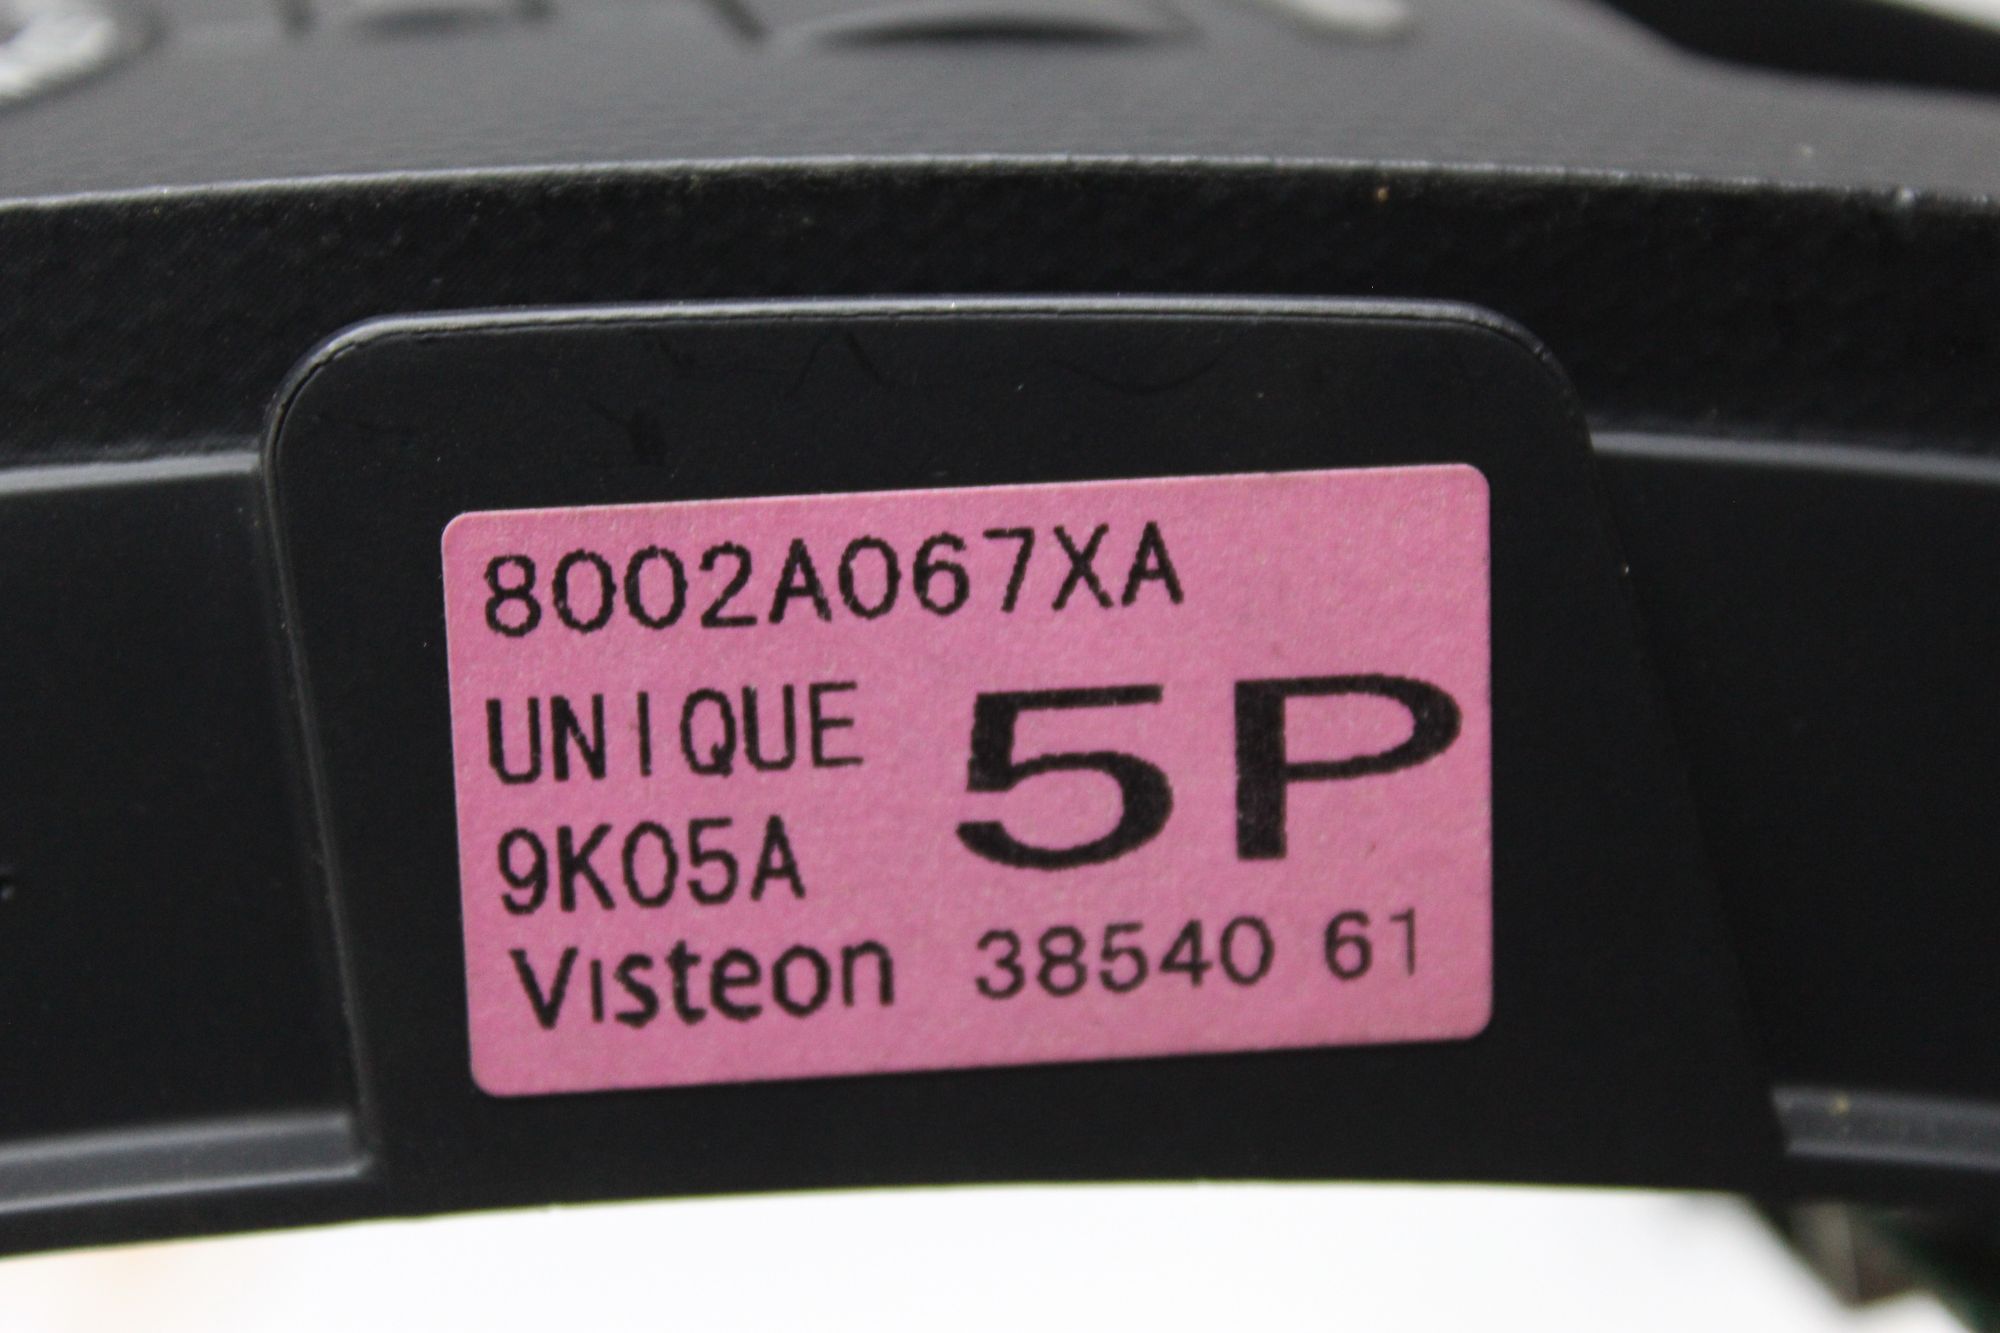 8002A067XA
UNIQUE
5P
9K05A
Visteon 38540 61